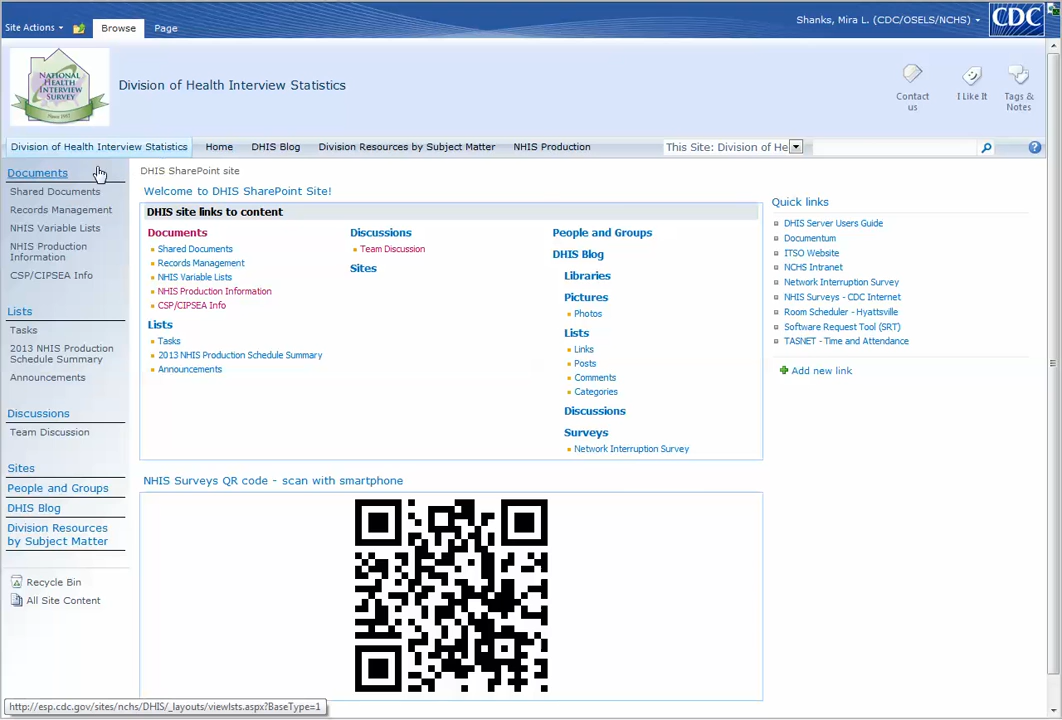 Site Actions
Browse
Page
Shanks, Mira L. (CDC/OSELS/NCHS)
CDC
NATIONAL
HEALTH
INTERVIEW
SURVEY
Since 1957
Division of Health Interview Statistics
Contact us
I Like It
Tags & Notes
Division of Health Interview Statistics
Home
DHIS Blog
Division Resources by Subject Matter
NHIS Production
This Site: Division of He
Documents
Shared Documents
Records Management
NHIS Variable Lists
NHIS Production
Information
CSP/CIPSEA Info
Lists
Tasks
2013 NHIS Production
Schedule Summary
Announcements
Discussions
Team Discussion
Sites
People and Groups
DHIS Blog
Division Resources
by Subject Matter
Recycle Bin
All Site Content
DHIS SharePoint site
Welcome to DHIS SharePoint Site!
DHIS site links to content
Documents
Shared Documents
Records Management
NHIS Variable Lists
NHIS Production Information
CSP/CIPSEA Info
Lists
Tasks
2013 NHIS Production Schedule Summary
Announcements
Discussions
Team Discussion
Sites
People and Groups
DHIS Blog
Libraries
Pictures
Photos
Lists
Links
Posts
Comments
Categories
Discussions
Surveys
Network Interruption Survey
NHIS Surveys QR code - scan with smartphone
Quick links
DHIS Server Users Guide
Documentum
ITSO Website
NCHS Intranet
Network Interruption Survey
NHIS Surveys - CDC Internet
Room Scheduler - Hyattsville
Software Request Tool (SRT)
TASNET - Time and Attendance
Add new link
http://esp.cdc.gov/sites/nchs/DHIS/_layouts/viewlsts.aspx?BaseType=1